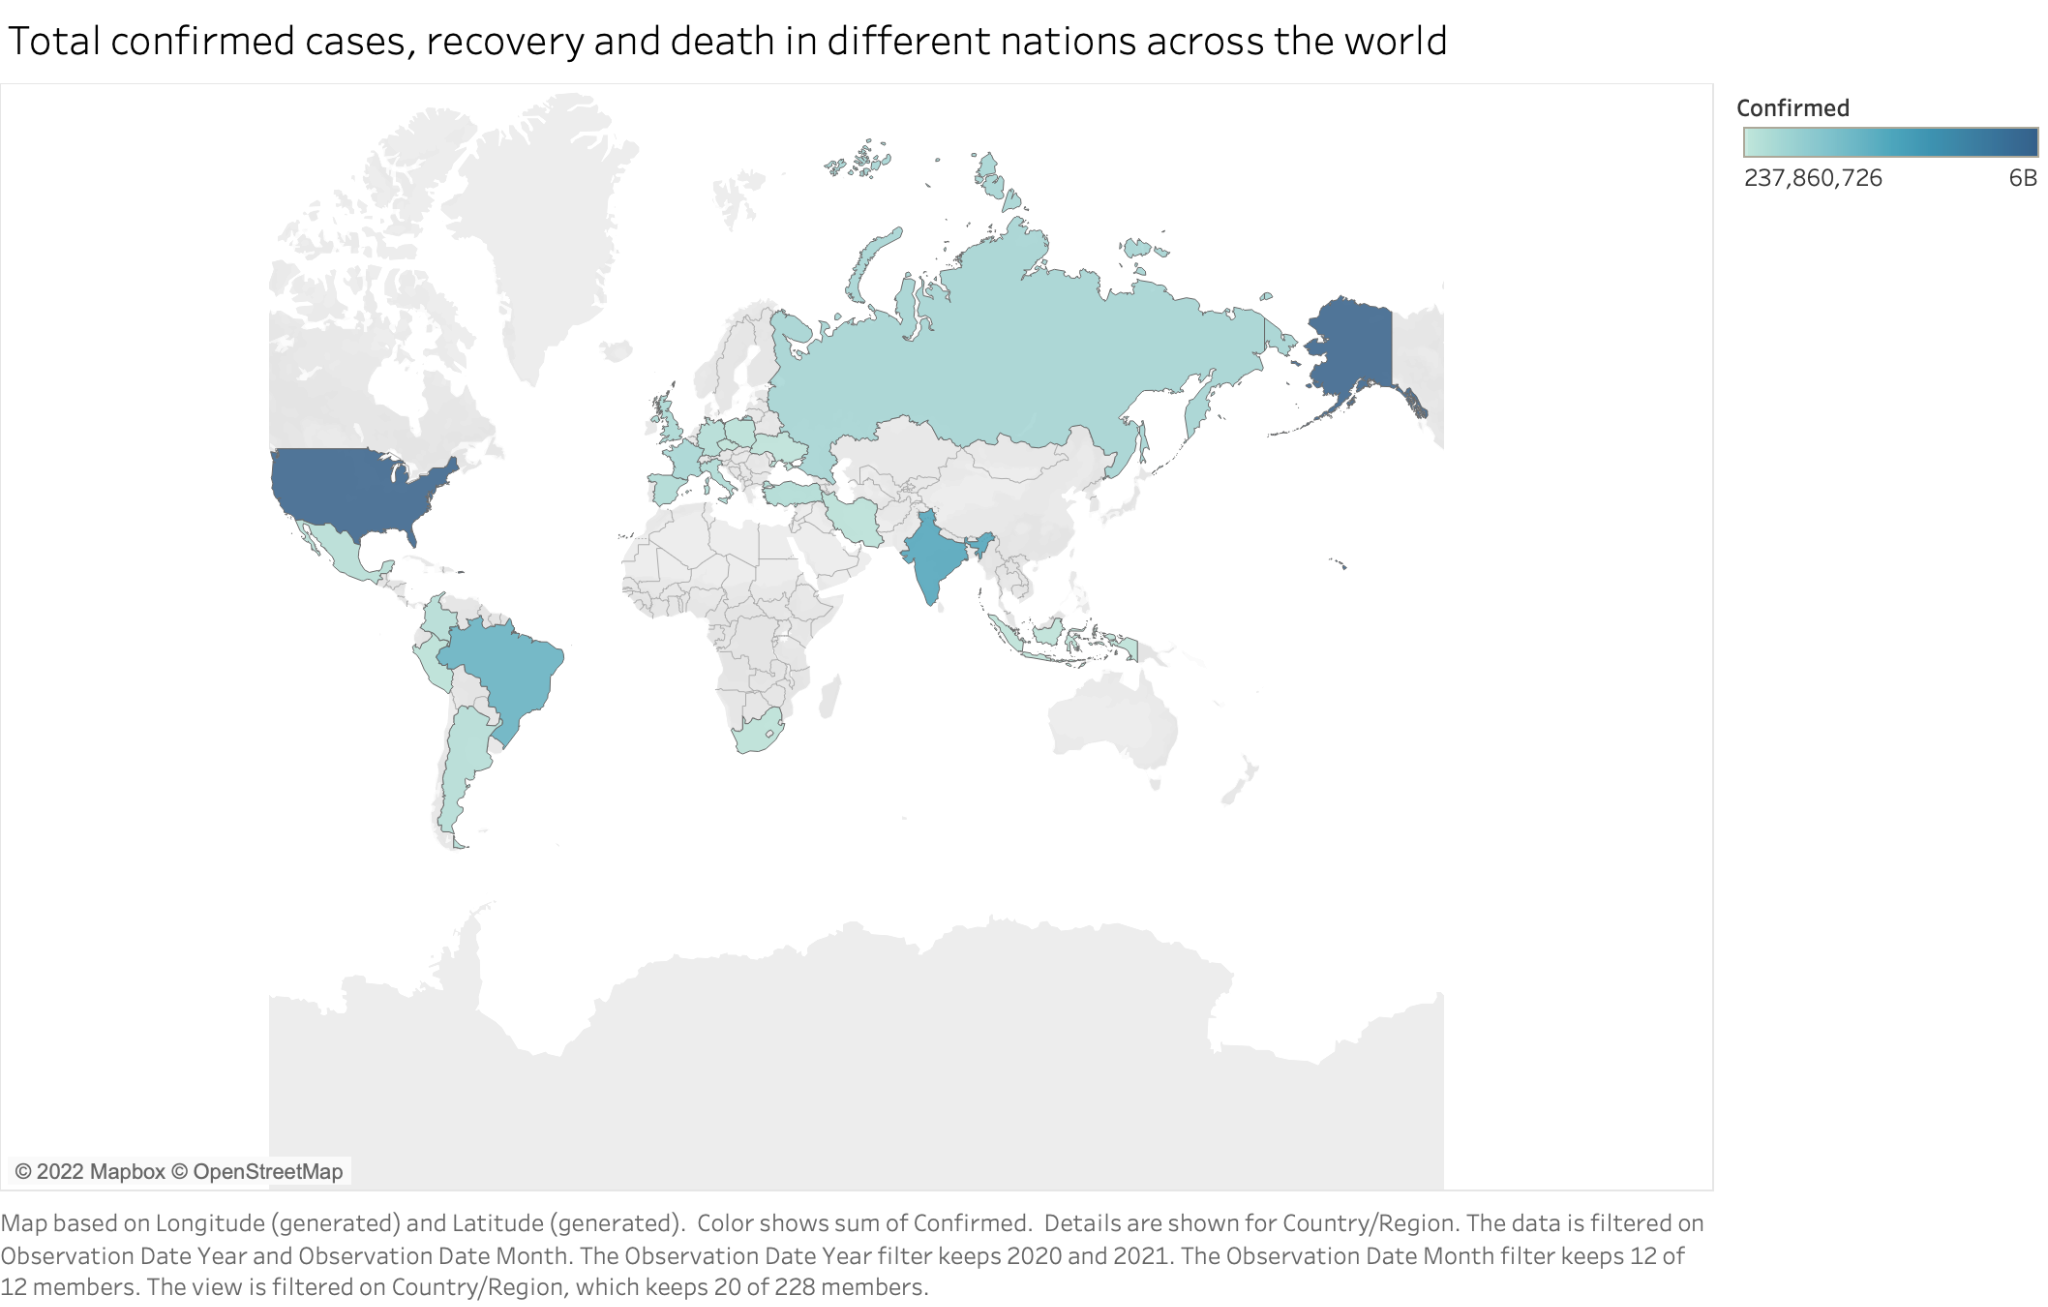 Total confirmed cases, recovery and death in different nations across the world
Confirmed
237,860,726 6B
© 2022 Mapbox © OpenStreetMap
Map based on Longitude (generated) and Latitude (generated).  Color shows sum of Confirmed.  Details are shown for Country/Region. The data is filtered on
Observation Date Year and Observation Date Month. The Observation Date Year filter keeps 2020 and 2021. The Observation Date Month filter keeps 12 of
12 members. The view is filtered on Country/Region, which keeps 20 of 228 members.